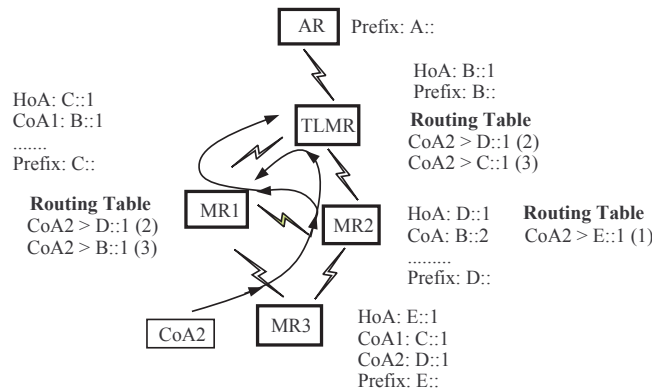 AR
Prefix: A::
HoA: B::1
Prefix: B::
HoA: C::1
CoA1: B::1
.......
Prefix: C::
TLMR
Routing Table
CoA2 > D::1 (2)
CoA2 > C::1 (3)
Routing Table
CoA2 > D::1 (2)
CoA2 > B::1 (3)
MR1
MR2
HoA: D::1
CoA: B::2
.........
Prefix: D::
Routing Table
CoA2 > E::1 (1)
CoA2
MR3
HoA: E::1
CoA1: C::1
CoA2: D::1
Prefix: E::